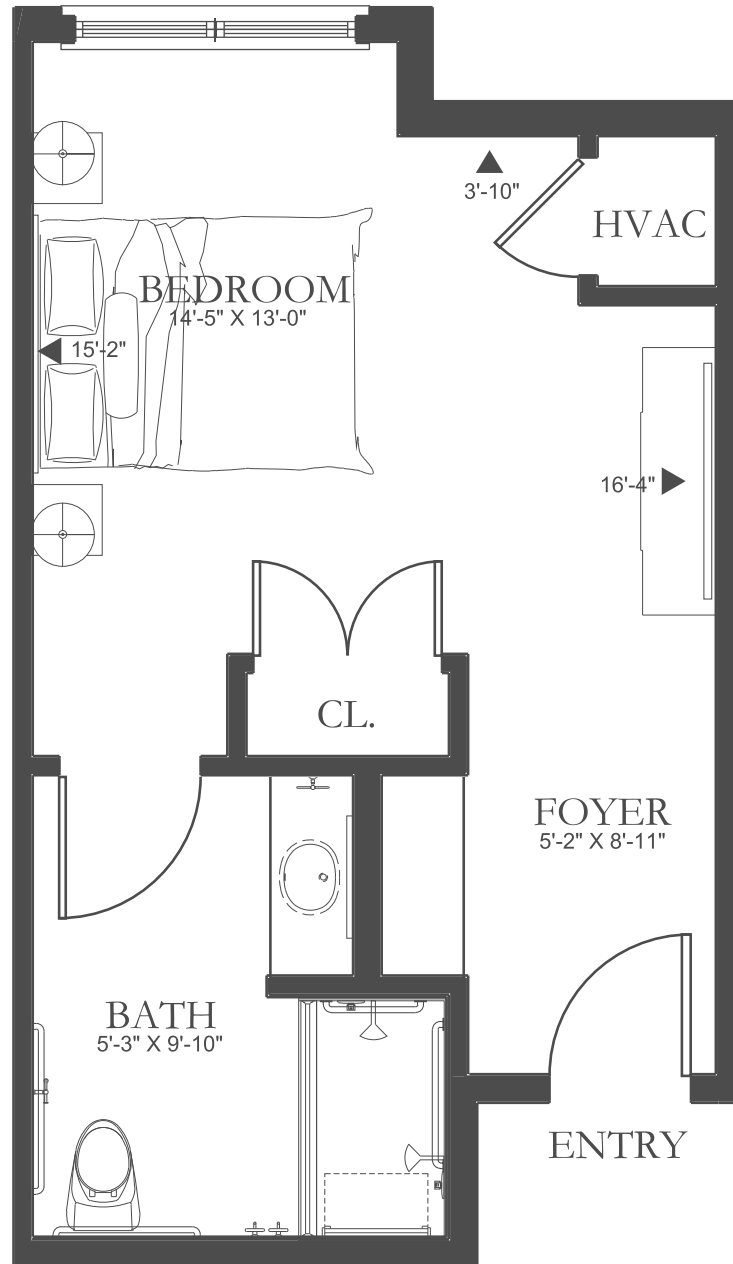 3'-10"
HVAC
BEDROOM
14'-5" X 13'-0"
15'-2"
16'-4"
CL.
FOYER
5'-2" X 8'-11"
BATH
5'-3" X 9'-10"
ENTRY